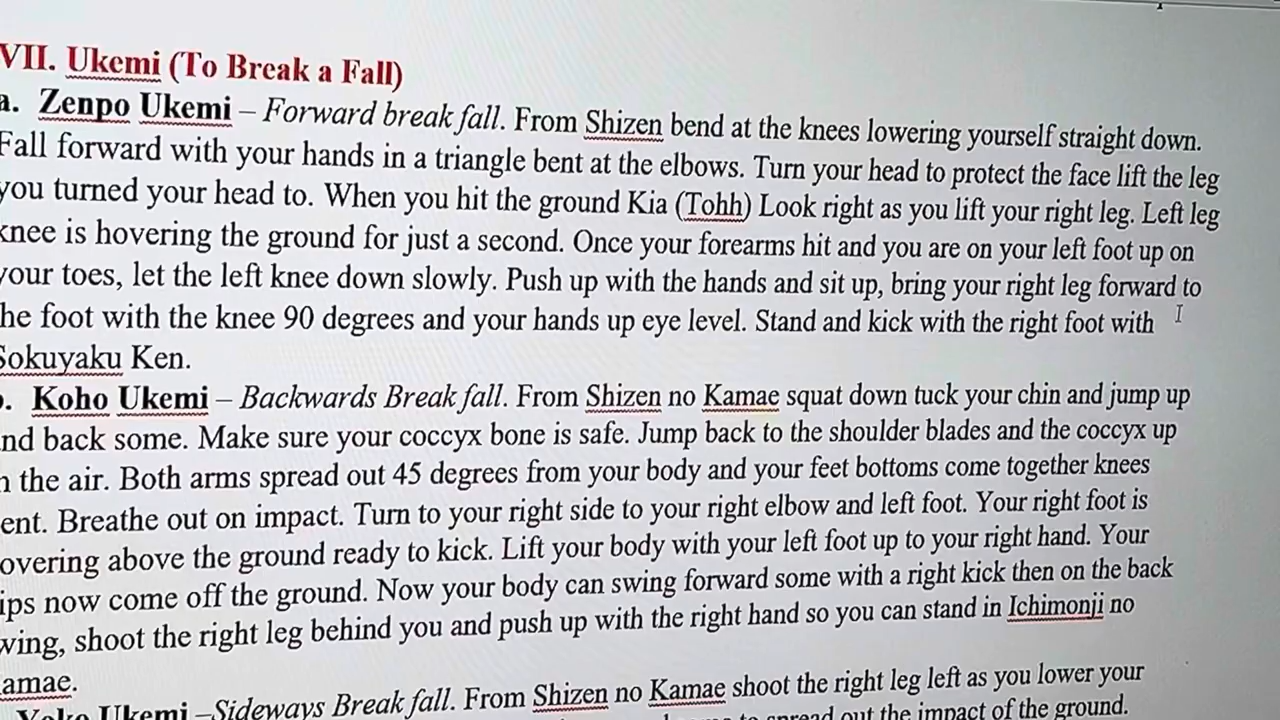 VII. Ukemi (To Break a Fall)
a. Zenpo Ukemi – Forward break fall. From Shizen bend at the knees lowering yourself straight down.
Fall forward with your hands in a triangle bent at the elbows. Turn your head to protect the face lift the leg
you turned your head to. When you hit the ground Kia (Tohh) Look right as you lift your right leg. Left leg
knee is hovering the ground for just a second. Once your forearms hit and you are on your left foot up on
your toes, let the left knee down slowly. Push up with the hands and sit up, bring your right leg forward to
he foot with the knee 90 degrees and your hands up eye level. Stand and kick with the right foot with
Sokuyaku Ken.
. Koho Ukemi – Backwards Break fall. From Shizen no Kamae squat down tuck your chin and jump up
nd back some. Make sure your coccyx bone is safe. Jump back to the shoulder blades and the coccyx up
n the air. Both arms spread out 45 degrees from your body and your feet bottoms come together knees
ent. Breathe out on impact. Turn to your right side to your right elbow and left foot. Your right foot is
overing above the ground ready to kick. Lift your body with your left foot up to your right hand. Your
ips now come off the ground. Now your body can swing forward some with a right kick then on the back
wing, shoot the right leg behind you and push up with the right hand so you can stand in Ichimonji no
amae.
Yoko Ukemi –Sideways Break fall. From Shizen no Kamae shoot the right leg left as you lower your
to spread out the impact of the ground.